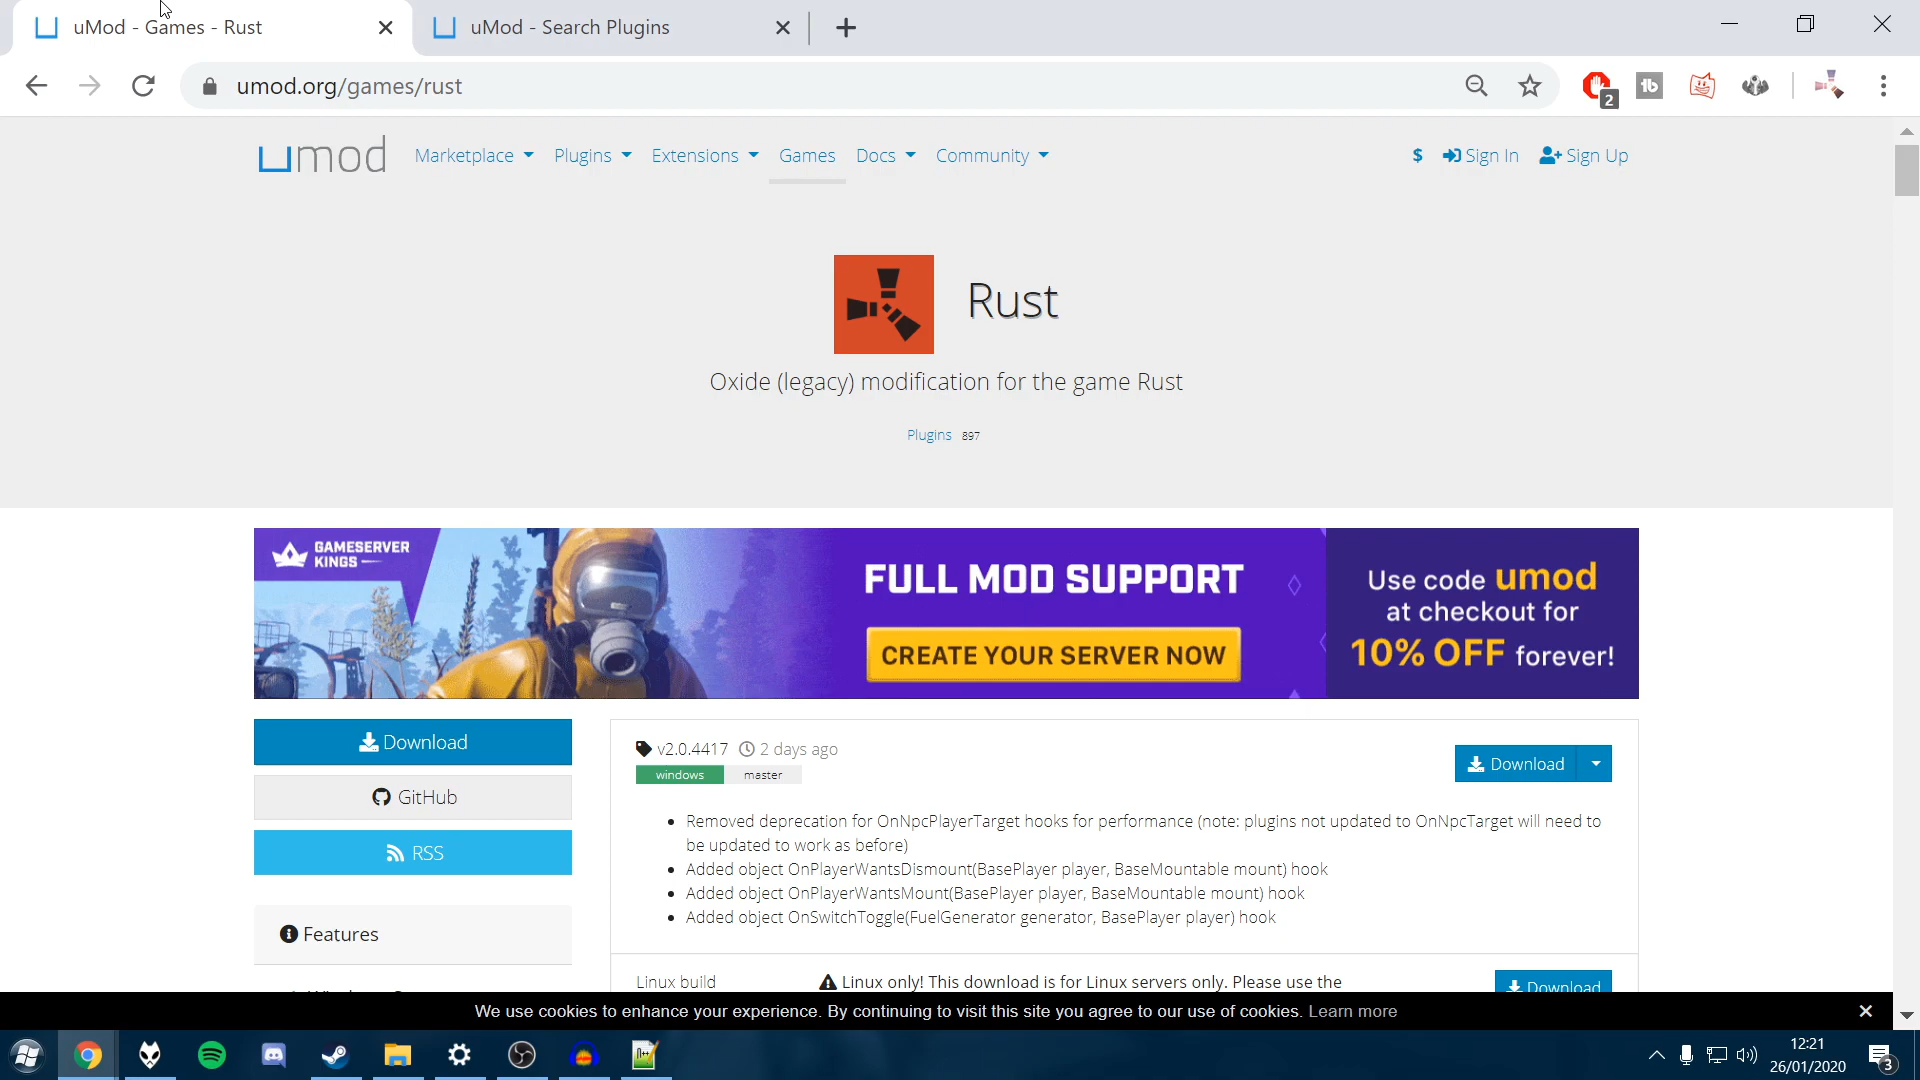 uMod - Games - Rust
uMod - Search Plugins
umod.org/games/rust
2
umod
Marketplace
Plugins
Extensions
Games
Docs
Community
$
Sign In
Sign Up
Rust
Oxide (legacy) modification for the game Rust
Plugins 897
GAMESERVER
KINGS
FULL MOD SUPPORT
CREATE YOUR SERVER NOW
Use code umod
at checkout for
10% OFF forever!
Download
GitHub
RSS
Features
v2.0.4417 2 days ago
windows master
Download
Removed deprecation for OnNpcPlayerTarget hooks for performance (note: plugins not updated to OnNpcTarget will need to
be updated to work as before)
Added object OnPlayerWantsDismount(BasePlayer player, BaseMountable mount) hook
Added object OnPlayerWantsMount(BasePlayer player, BaseMountable mount) hook
Added object OnSwitchToggle(FuelGenerator generator, BasePlayer player) hook
Linux build
Linux only! This download is for Linux servers only. Please use the
Download
We use cookies to enhance your experience. By continuing to visit this site you agree to our use of cookies. Learn more
12:21
26/01/2020
3